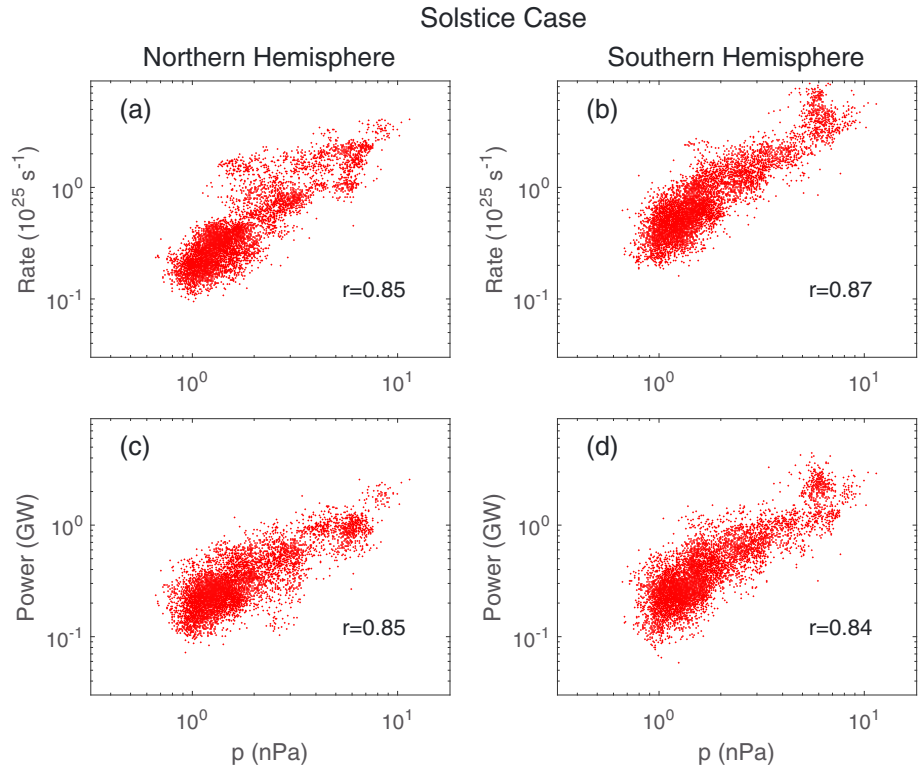 Solstice Case
Northern Hemisphere
Southern Hemisphere
(a)
Rate (10^25 s^-1)
10^0
10^-1
r=0.85
10^0
10^1
(b)
Rate (10^25 s^-1)
10^0
10^-1
r=0.87
10^0
10^1
(c)
Power (GW)
10^0
10^-1
r=0.85
10^0
10^1
p (nPa)
(d)
Power (GW)
10^0
10^-1
r=0.84
10^0
10^1
p (nPa)